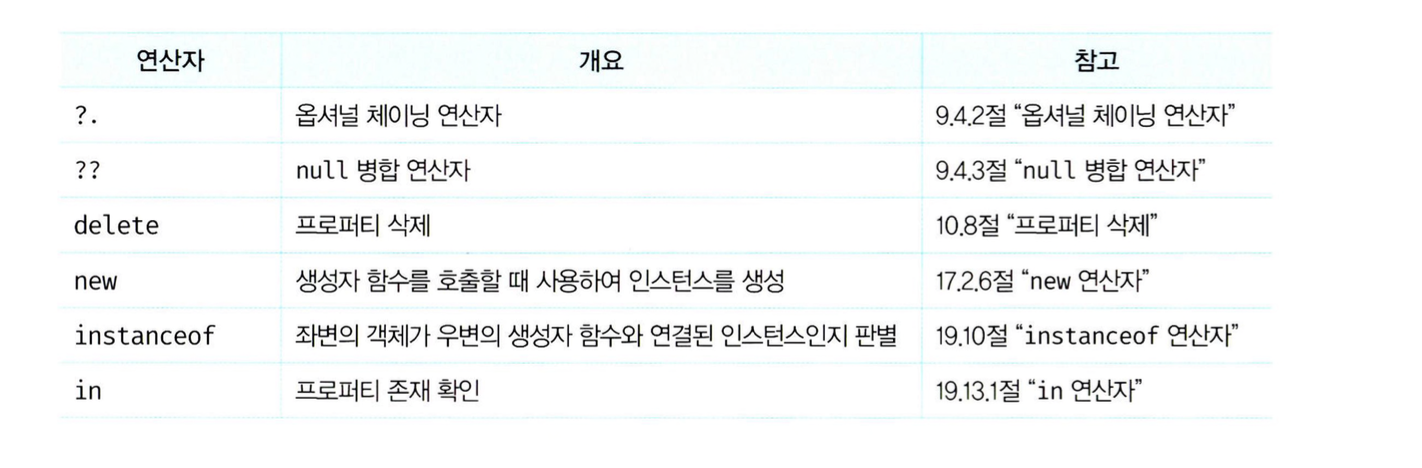 연산자 개요 참고
?. 옵셔널 체이닝 연산자 9.4.2절 “옵셔널 체이닝 연산자”
?? null 병합 연산자 9.4.3절 “null 병합 연산자”
delete 프로퍼티 삭제 10.8절 “프로퍼티 삭제”
new 생성자 함수를 호출할 때 사용하여 인스턴스를 생성 17.2.6절 “new 연산자”
instanceof 좌변의 객체가 우변의 생성자 함수와 연결된 인스턴스인지 판별 19.10절 “instanceof 연산자”
in 프로퍼티 존재 확인 19.13.1절 “in 연산자”